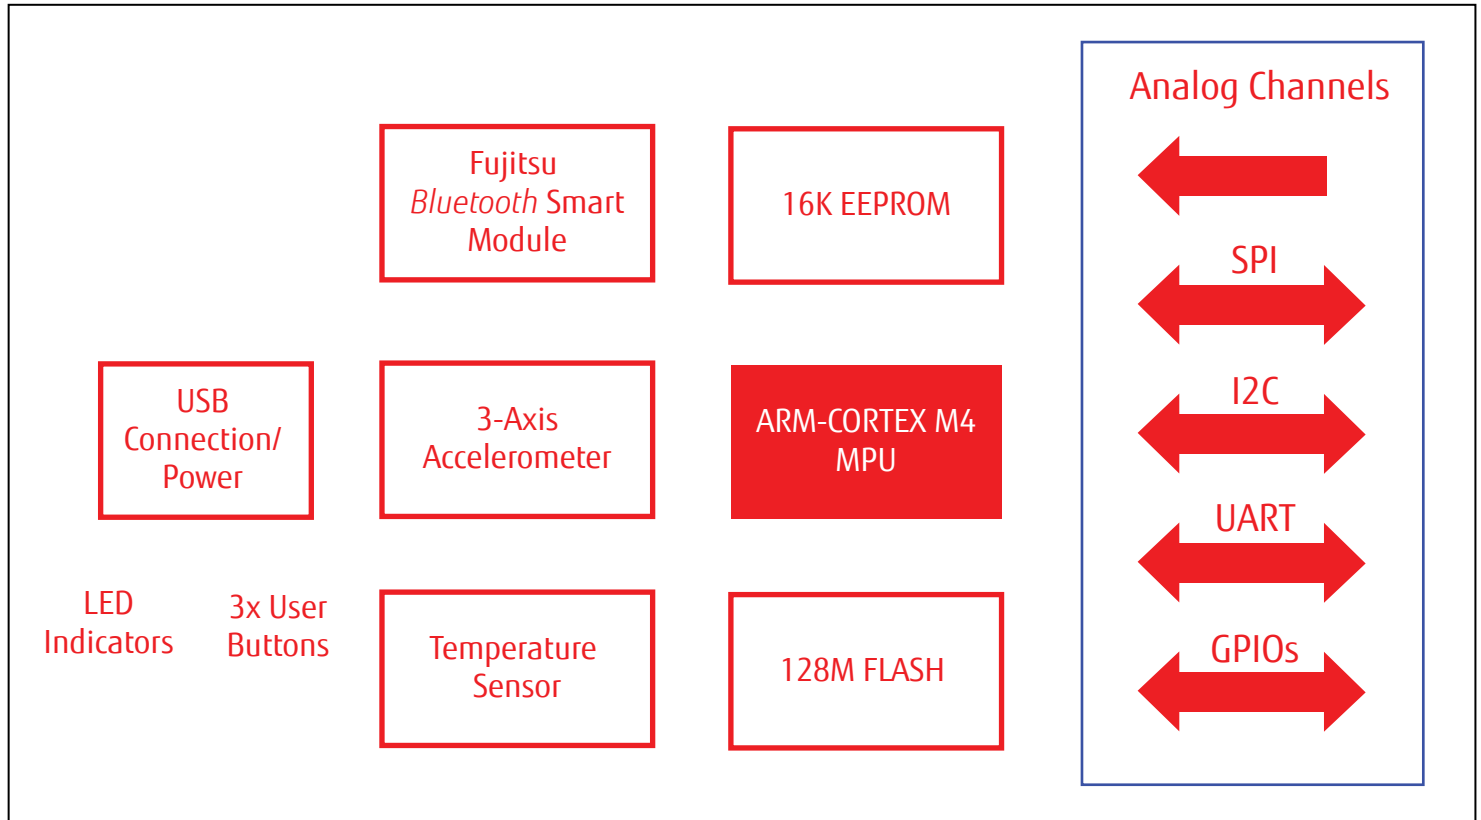 Fujitsu
Bluetooth Smart
Module
16K EEPROM
USB
Connection/
Power
3-Axis
Accelerometer
ARM-CORTEX M4
MPU
LED
Indicators
3x User
Buttons
Temperature
Sensor
128M FLASH
Analog Channels
SPI
I2C
UART
GPIOs